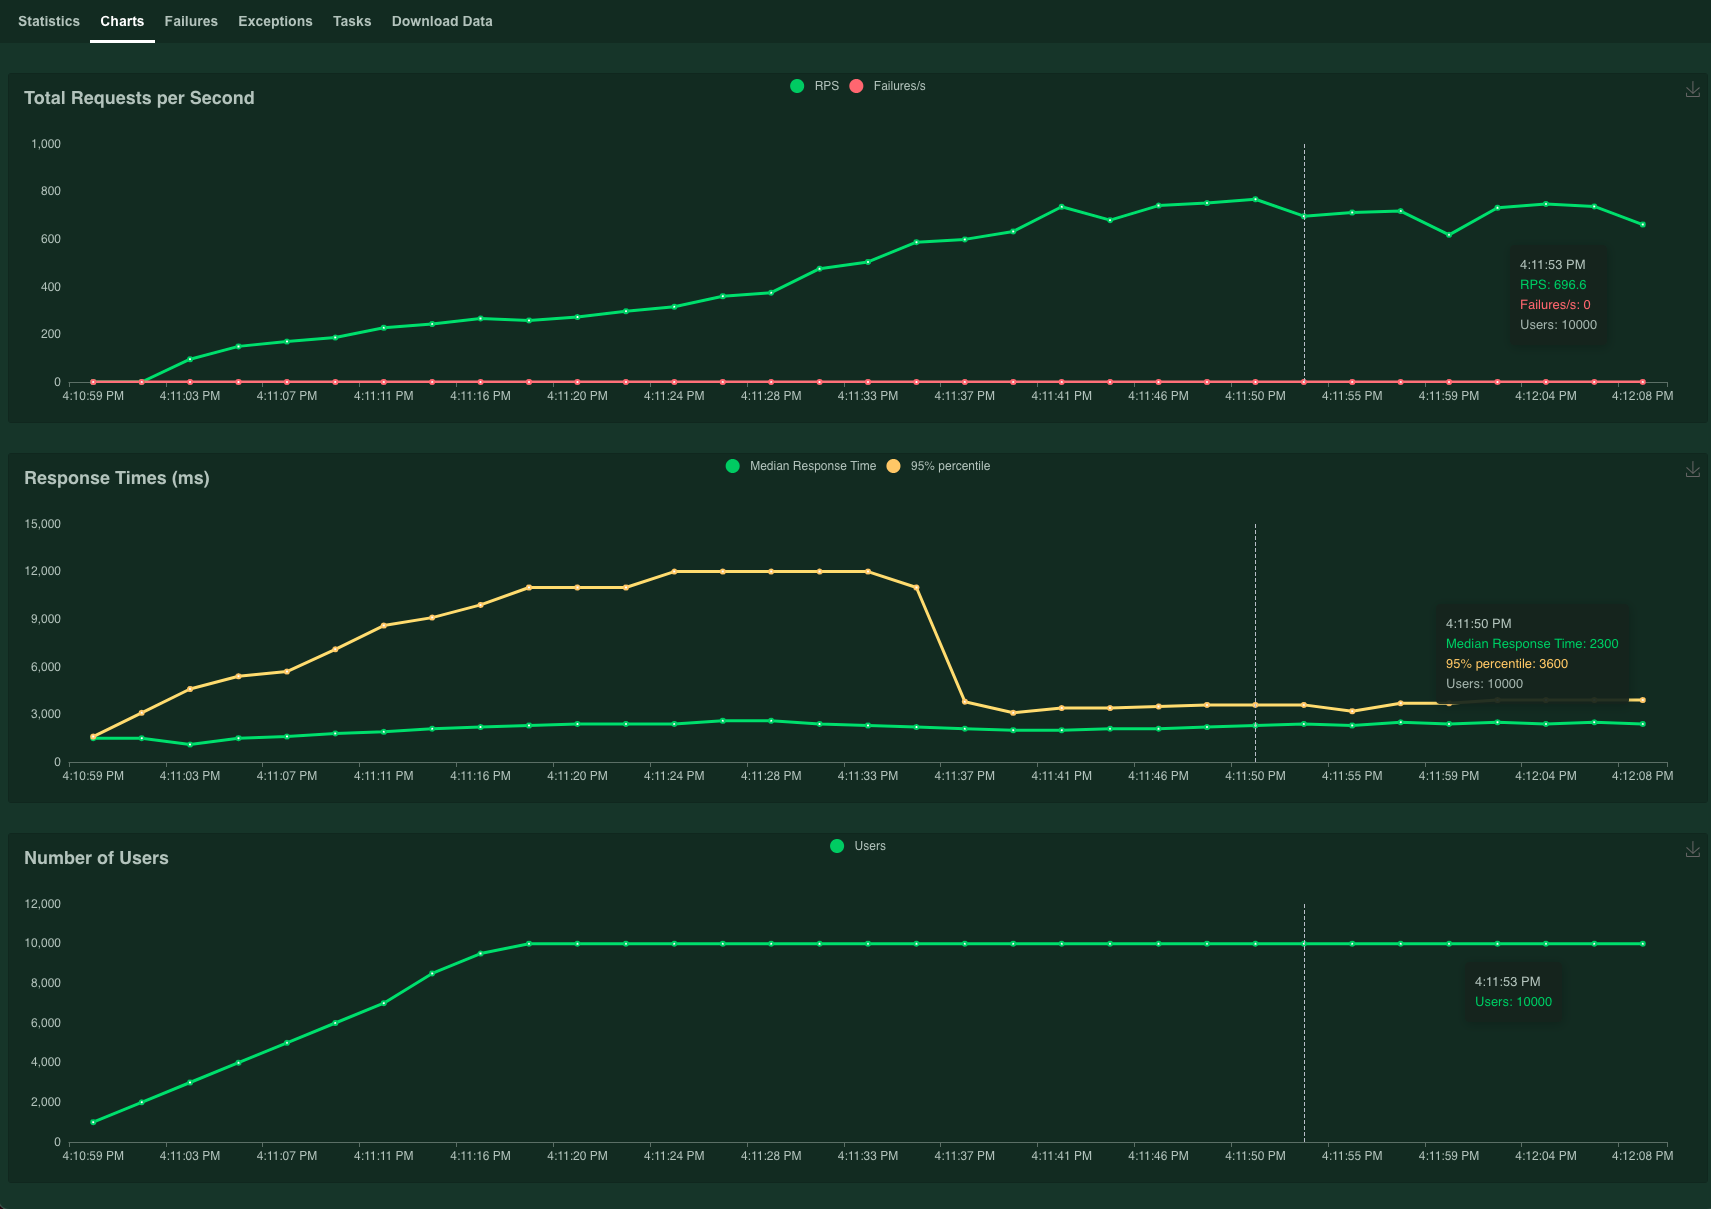 Statistics Charts Failures Exceptions Tasks Download Data
Total Requests per Second
RPS Failures/s
1,000
800
600
400
200
0
4:10:59 PM 4:11:03 PM 4:11:07 PM 4:11:11 PM 4:11:16 PM 4:11:20 PM 4:11:24 PM 4:11:28 PM 4:11:33 PM 4:11:37 PM 4:11:41 PM 4:11:46 PM 4:11:50 PM 4:11:55 PM 4:11:59 PM 4:12:04 PM 4:12:08 PM
4:11:53 PM
RPS: 696.6
Failures/s: 0
Users: 10000
Response Times (ms)
Median Response Time 95% percentile
15,000
12,000
9,000
6,000
3,000
0
4:10:59 PM 4:11:03 PM 4:11:07 PM 4:11:11 PM 4:11:16 PM 4:11:20 PM 4:11:24 PM 4:11:28 PM 4:11:33 PM 4:11:37 PM 4:11:41 PM 4:11:46 PM 4:11:50 PM 4:11:55 PM 4:11:59 PM 4:12:04 PM 4:12:08 PM
4:11:50 PM
Median Response Time: 2300
95% percentile: 3600
Users: 10000
Number of Users
Users
12,000
10,000
8,000
6,000
4,000
2,000
0
4:10:59 PM 4:11:03 PM 4:11:07 PM 4:11:11 PM 4:11:16 PM 4:11:20 PM 4:11:24 PM 4:11:28 PM 4:11:33 PM 4:11:37 PM 4:11:41 PM 4:11:46 PM 4:11:50 PM 4:11:55 PM 4:11:59 PM 4:12:04 PM 4:12:08 PM
4:11:53 PM
Users: 10000